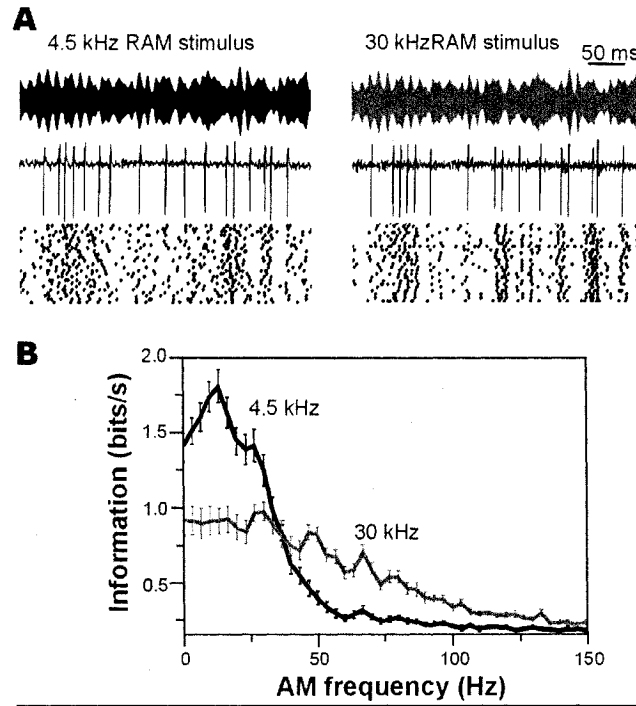 A
4.5 kHz RAM stimulus
30 kHzRAM stimulus
50 ms
B
Information (bits/s)
2.0
1.5
1.0
0.5
4.5 kHz
30 kHz
0
50
100
150
AM frequency (Hz)